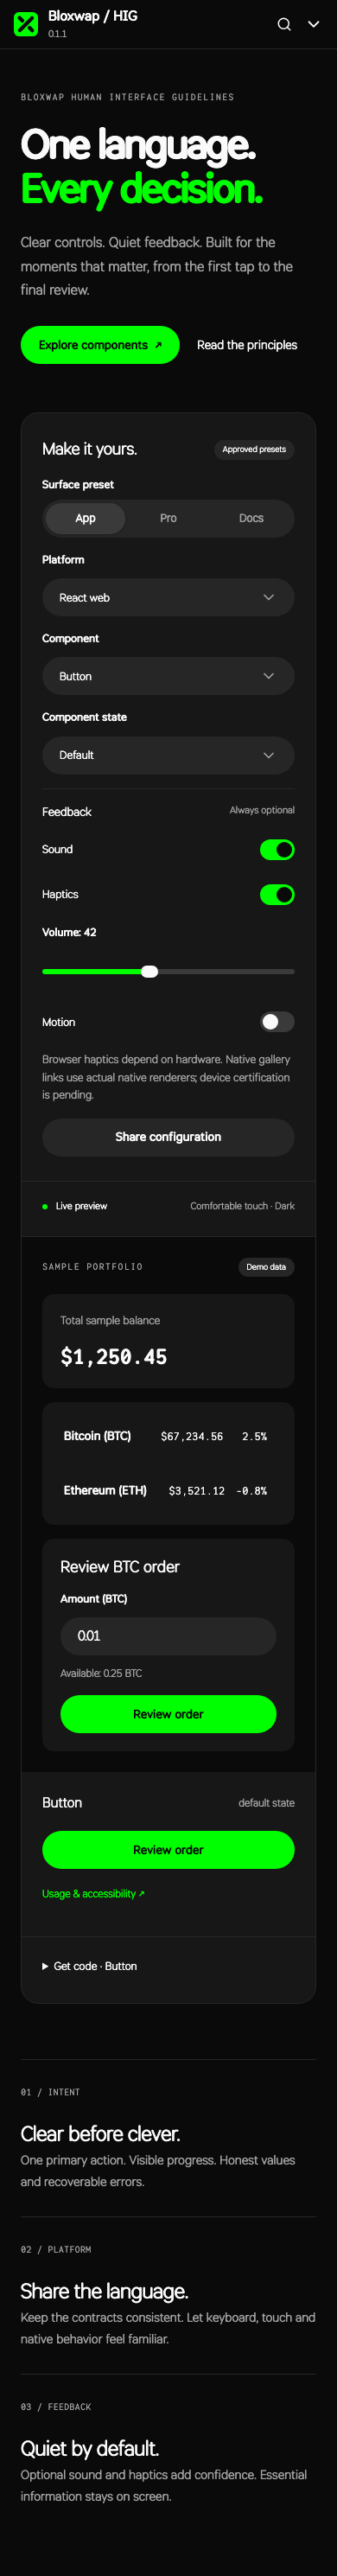 Bloxwap / HIG
0.1.1
BLOXWAP HUMAN INTERFACE GUIDELINES
One language.
Every decision.
Clear controls. Quiet feedback. Built for the
moments that matter, from the first tap to the
final review.
Explore components ↗
Read the principles
Make it yours.
Approved presets
Surface preset
App Pro Docs
Platform
React web
Component
Button
Component state
Default
Feedback
Always optional
Sound
Haptics
Volume: 42
Motion
Browser haptics depend on hardware. Native gallery
links use actual native renderers; device certification
is pending.
Share configuration
Live preview
Comfortable touch · Dark
SAMPLE PORTFOLIO
Demo data
Total sample balance
$1,250.45
Bitcoin (BTC) $67,234.56 2.5%
Ethereum (ETH) $3,521.12 -0.8%
Review BTC order
Amount (BTC)
0.01
Available: 0.25 BTC
Review order
Button
default state
Review order
Usage & accessibility ↗
Get code · Button
01 / INTENT
Clear before clever.
One primary action. Visible progress. Honest values
and recoverable errors.
02 / PLATFORM
Share the language.
Keep the contracts consistent. Let keyboard, touch and
native behavior feel familiar.
03 / FEEDBACK
Quiet by default.
Optional sound and haptics add confidence. Essential
information stays on screen.